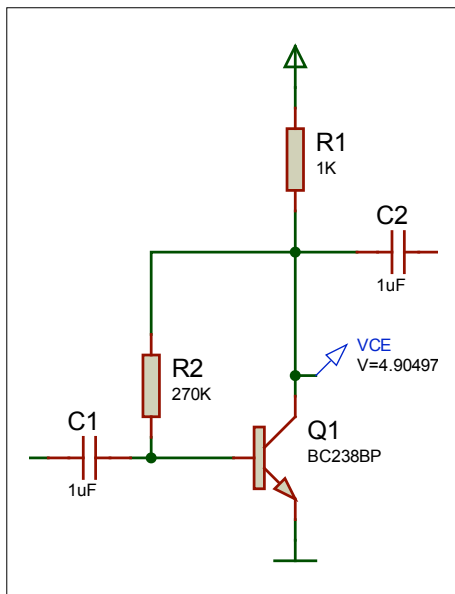 R1
1K
C2
1uF
VCE
V=4.90497
R2
270K
C1
1uF
Q1
BC238BP